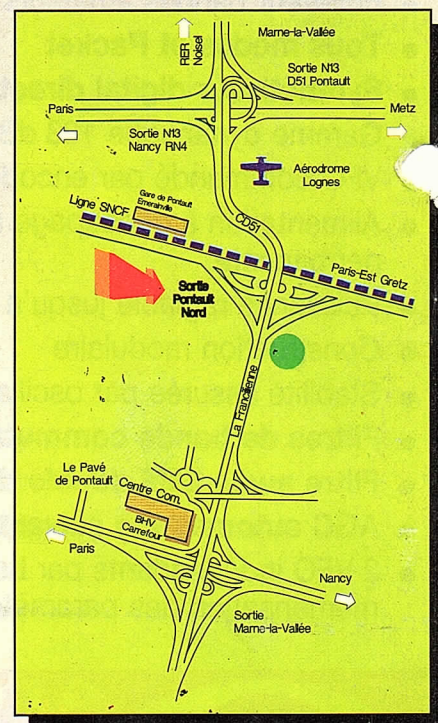 Marne-la-Vallée
RER
Noisel
Sortie N13
D51 Pontault
Paris
Metz
Sortie N13
Nancy RN4
Aérodrome
Lognes
Gare de Pontault
Emerainville
Ligne SNCF
CD51
Paris-Est Gretz
Sortie
Pontault
Nord
La Francilienne
Le Pavé
de Pontault
Centre Com.
BHV
Carrefour
Paris
Nancy
Sortie
Marne-la-Vallée